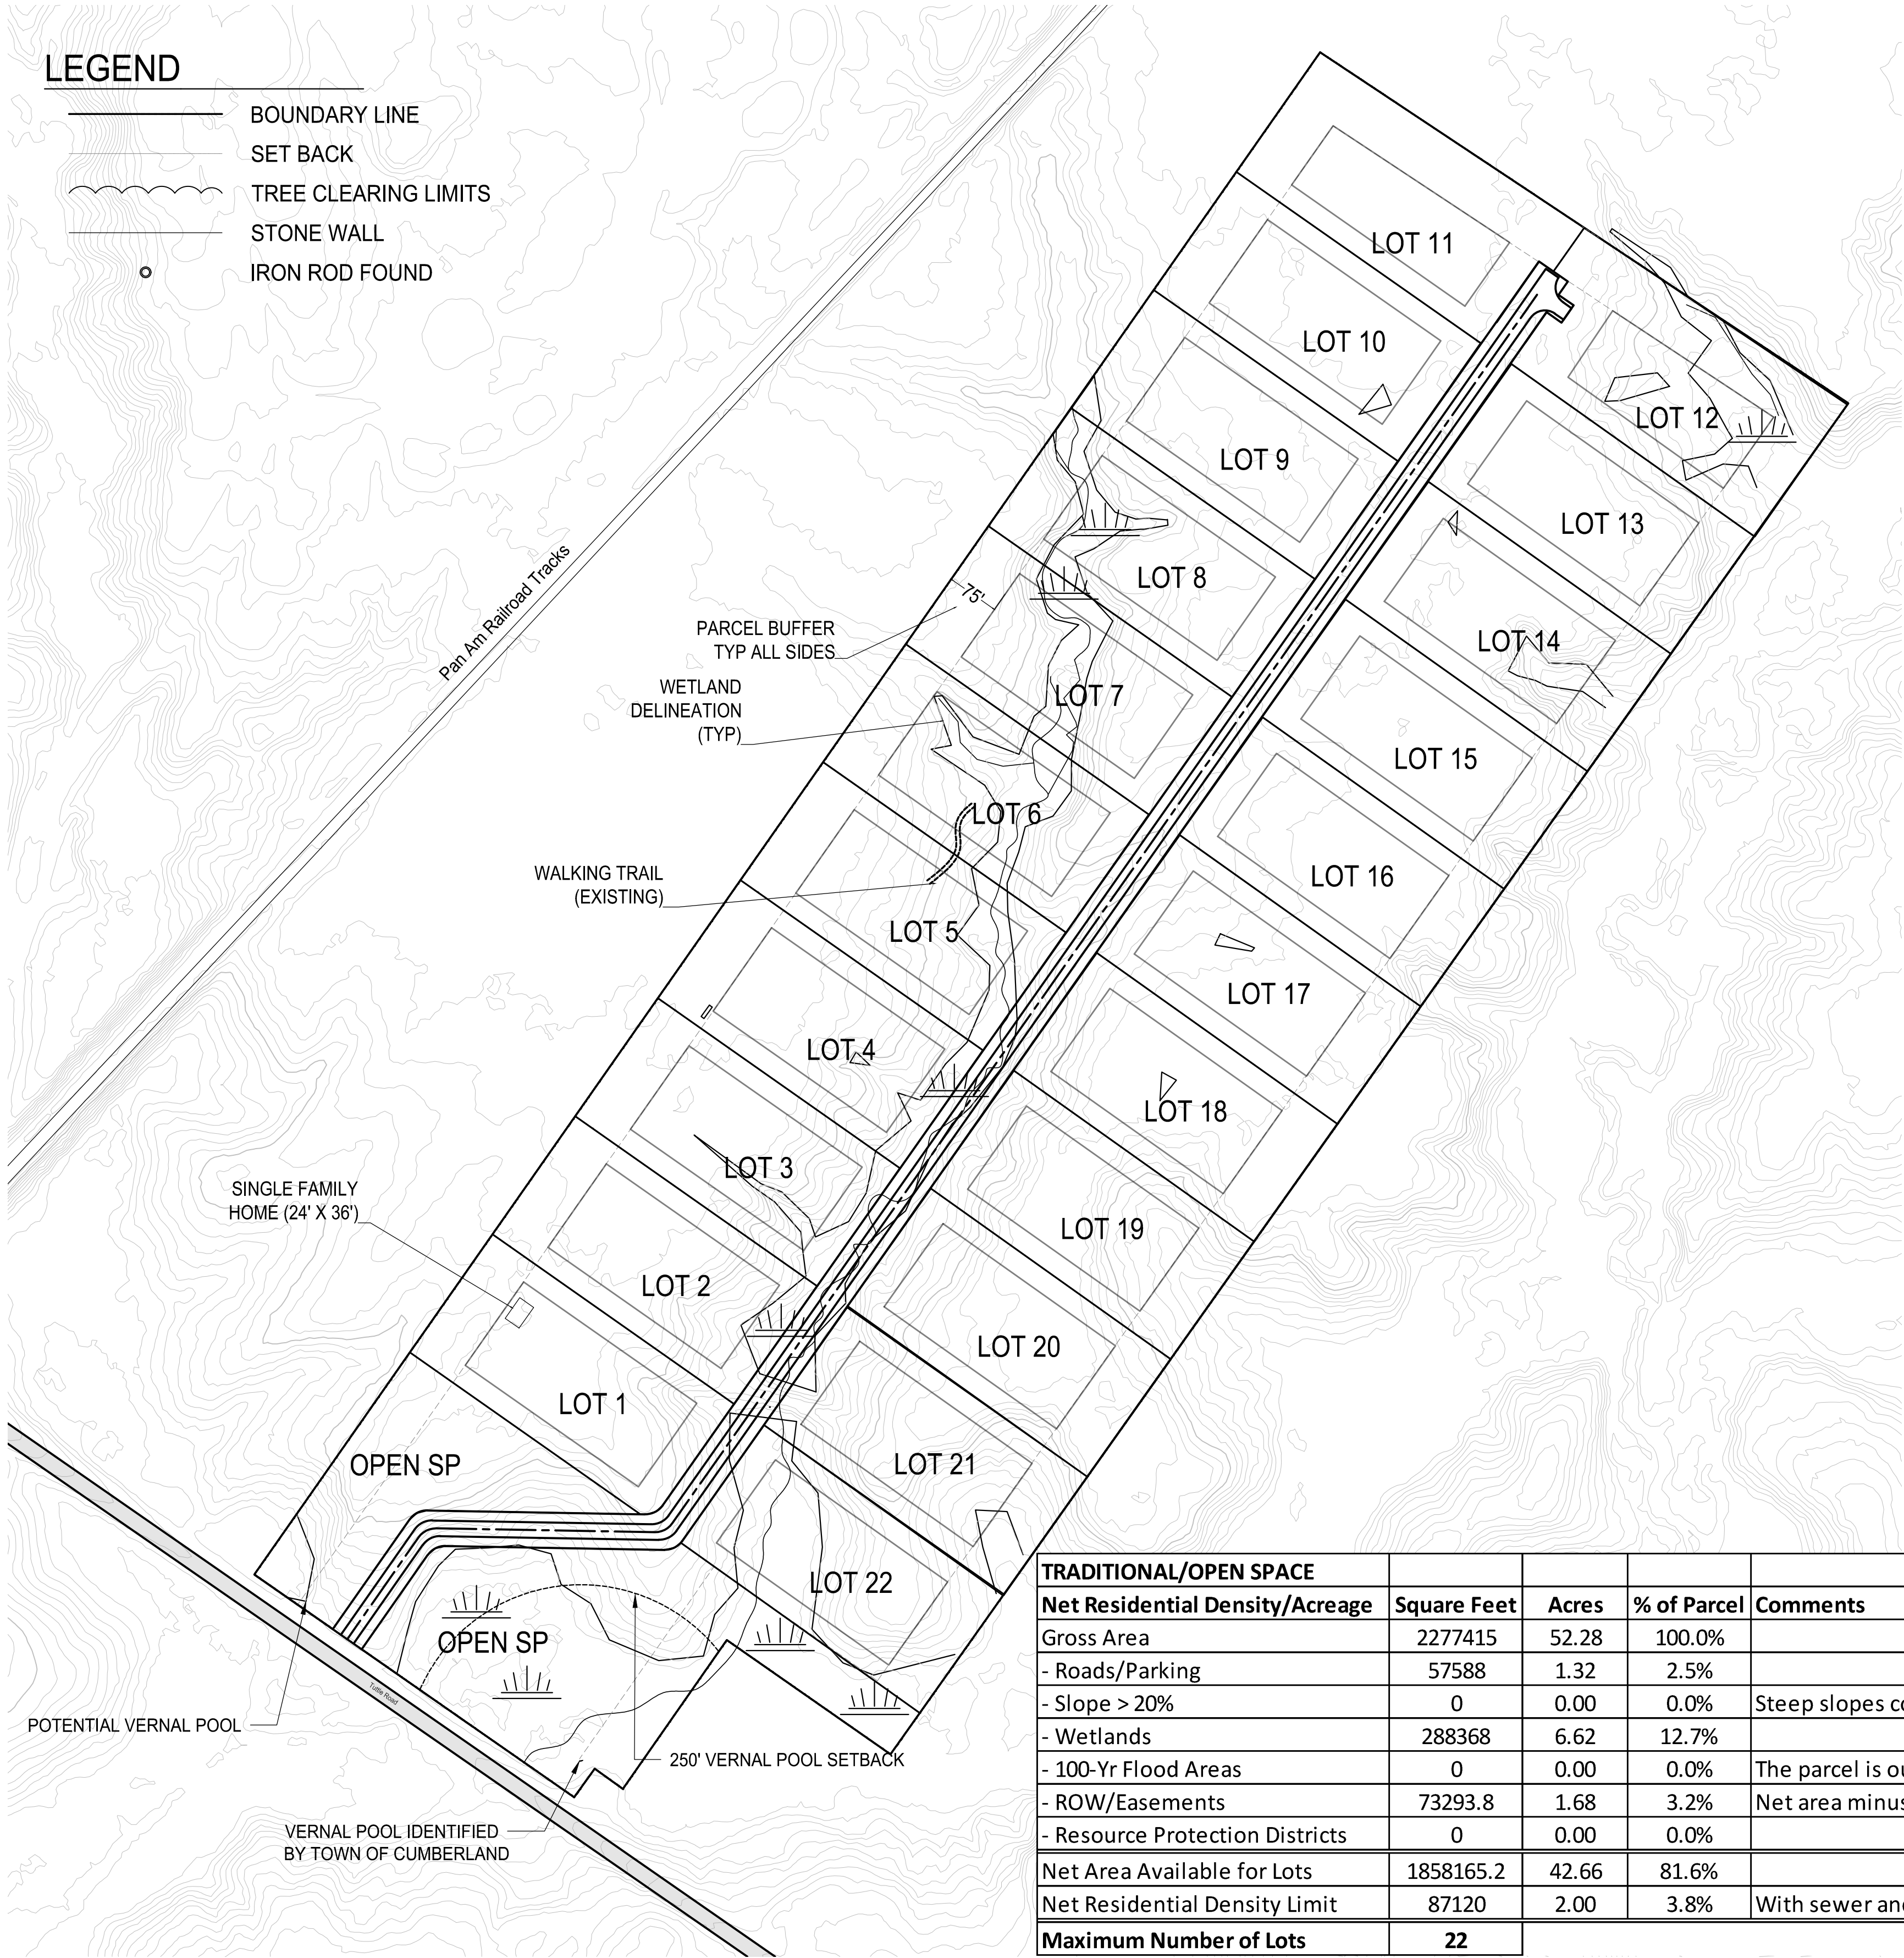 LEGEND
BOUNDARY LINE
SET BACK
TREE CLEARING LIMITS
STONE WALL
IRON ROD FOUND
Pan Am Railroad Tracks
LOT 11
LOT 10
LOT 12
LOT 9
LOT 13
LOT 8
75'
PARCEL BUFFER
TYP ALL SIDES
LOT 14
WETLAND
DELINEATION
(TYP)
LOT 7
LOT 15
LOT 6
WALKING TRAIL
(EXISTING)
LOT 16
LOT 5
LOT 17
LOT 4
LOT 18
LOT 3
SINGLE FAMILY
HOME (24' X 36')
LOT 19
LOT 2
LOT 20
LOT 1
OPEN SP
LOT 21
LOT 22
OPEN SP
Tuttle Road
POTENTIAL VERNAL POOL
250' VERNAL POOL SETBACK
VERNAL POOL IDENTIFIED
BY TOWN OF CUMBERLAND
TRADITIONAL/OPEN SPACE
Net Residential Density/Acreage Square Feet Acres % of Parcel Comments
Gross Area 2277415 52.28 100.0%
- Roads/Parking 57588 1.32 2.5%
- Slope > 20% 0 0.00 0.0% Steep slopes
- Wetlands 288368 6.62 12.7%
- 100-Yr Flood Areas 0 0.00 0.0% The parcel is
- ROW/Easements 73293.8 1.68 3.2% Net area minus
- Resource Protection Districts 0 0.00 0.0%
Net Area Available for Lots 1858165.2 42.66 81.6%
Net Residential Density Limit 87120 2.00 3.8% With sewer
Maximum Number of Lots 22